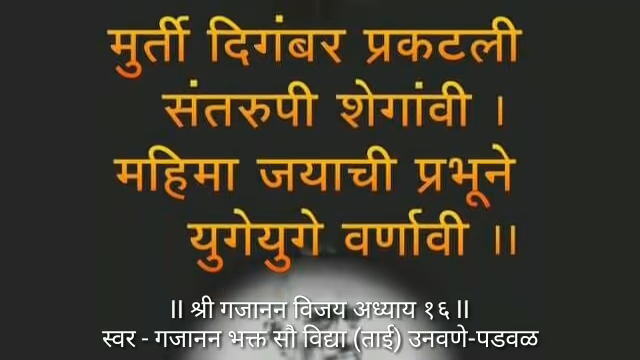 मुर्ती दिगंबर प्रकटली
संतरुपी शेगांवी ।
महिमा जयाची प्रभूने
युगेयुगे वर्णावी ।।
॥ श्री गजानन विजय अध्याय १६ ॥
स्वर - गजानन भक्त सौ विद्या (ताई) उनवणे-पडवळ